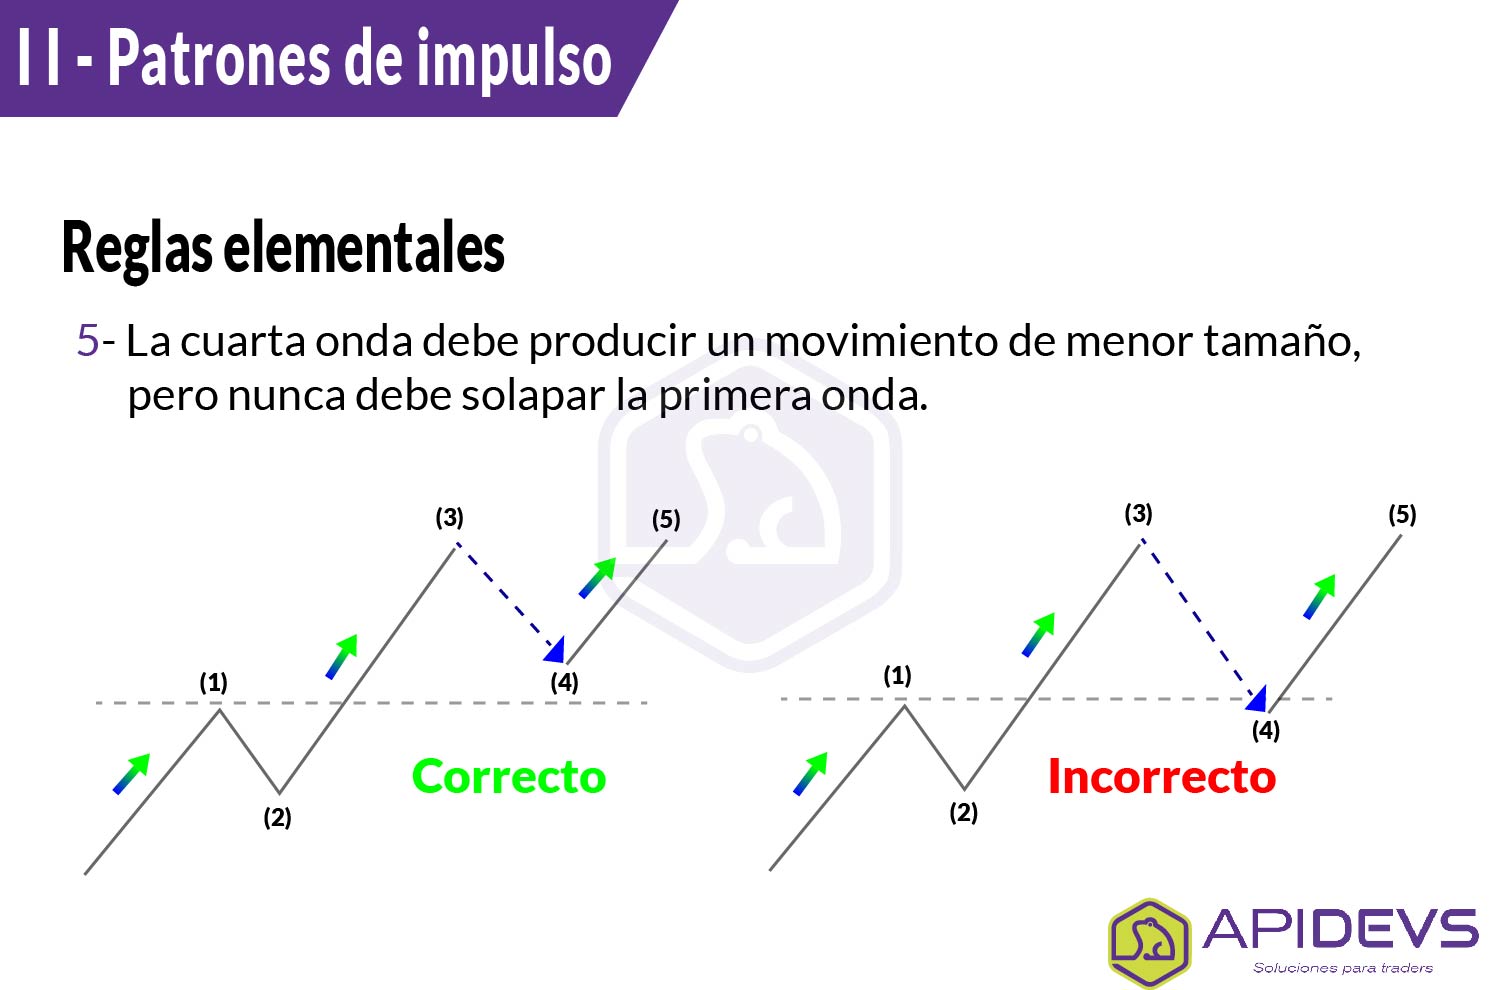 I I - Patrones de impulso
Reglas elementales
5- La cuarta onda debe producir un movimiento de menor tamaño,
pero nunca debe solapar la primera onda.
(1)
(2)
(3)
(4)
(5)
Correcto
(1)
(2)
(3)
(4)
(5)
Incorrecto
APIDEVS
Soluciones para traders